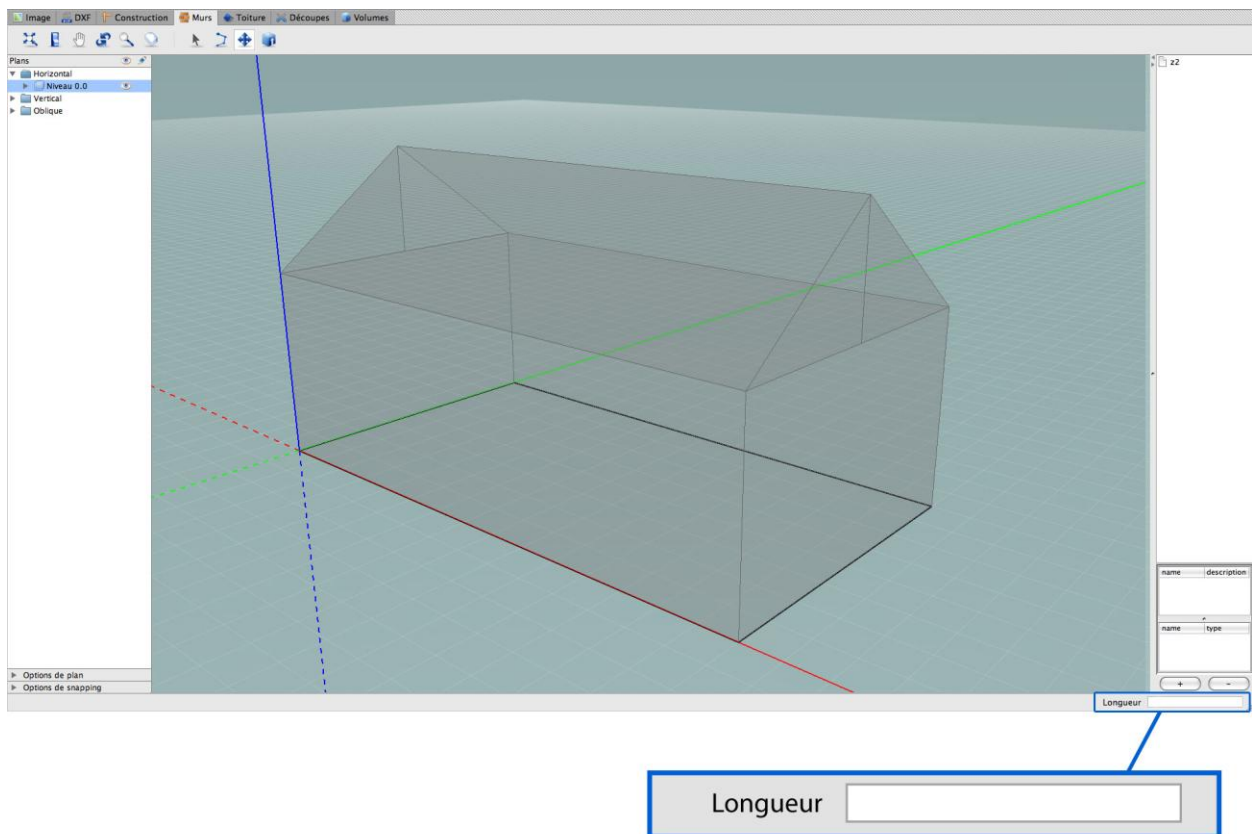 Image DXF Construction Murs Toiture Découpes Volumes
Plans
Horizontal
Niveau 0.0
Vertical
Oblique
z2
name description
name type
+ -
Options de plan
Options de snapping
Longueur
Longueur